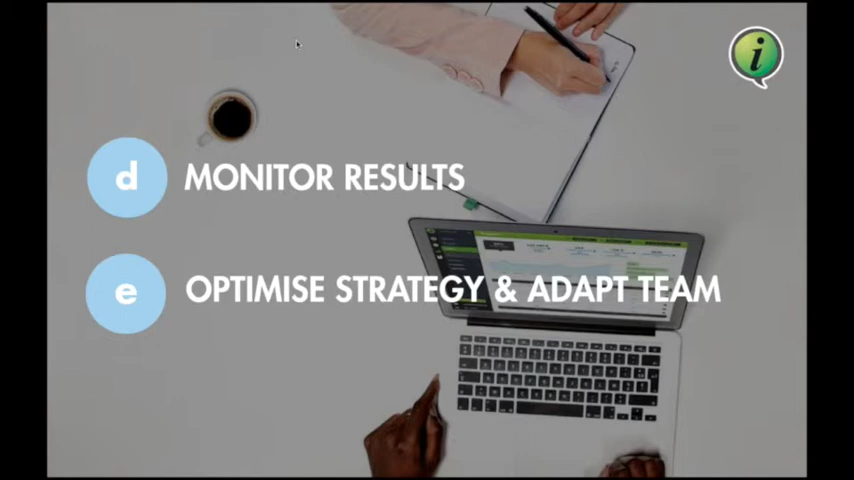 i
d MONITOR RESULTS
e OPTIMISE STRATEGY & ADAPT TEAM